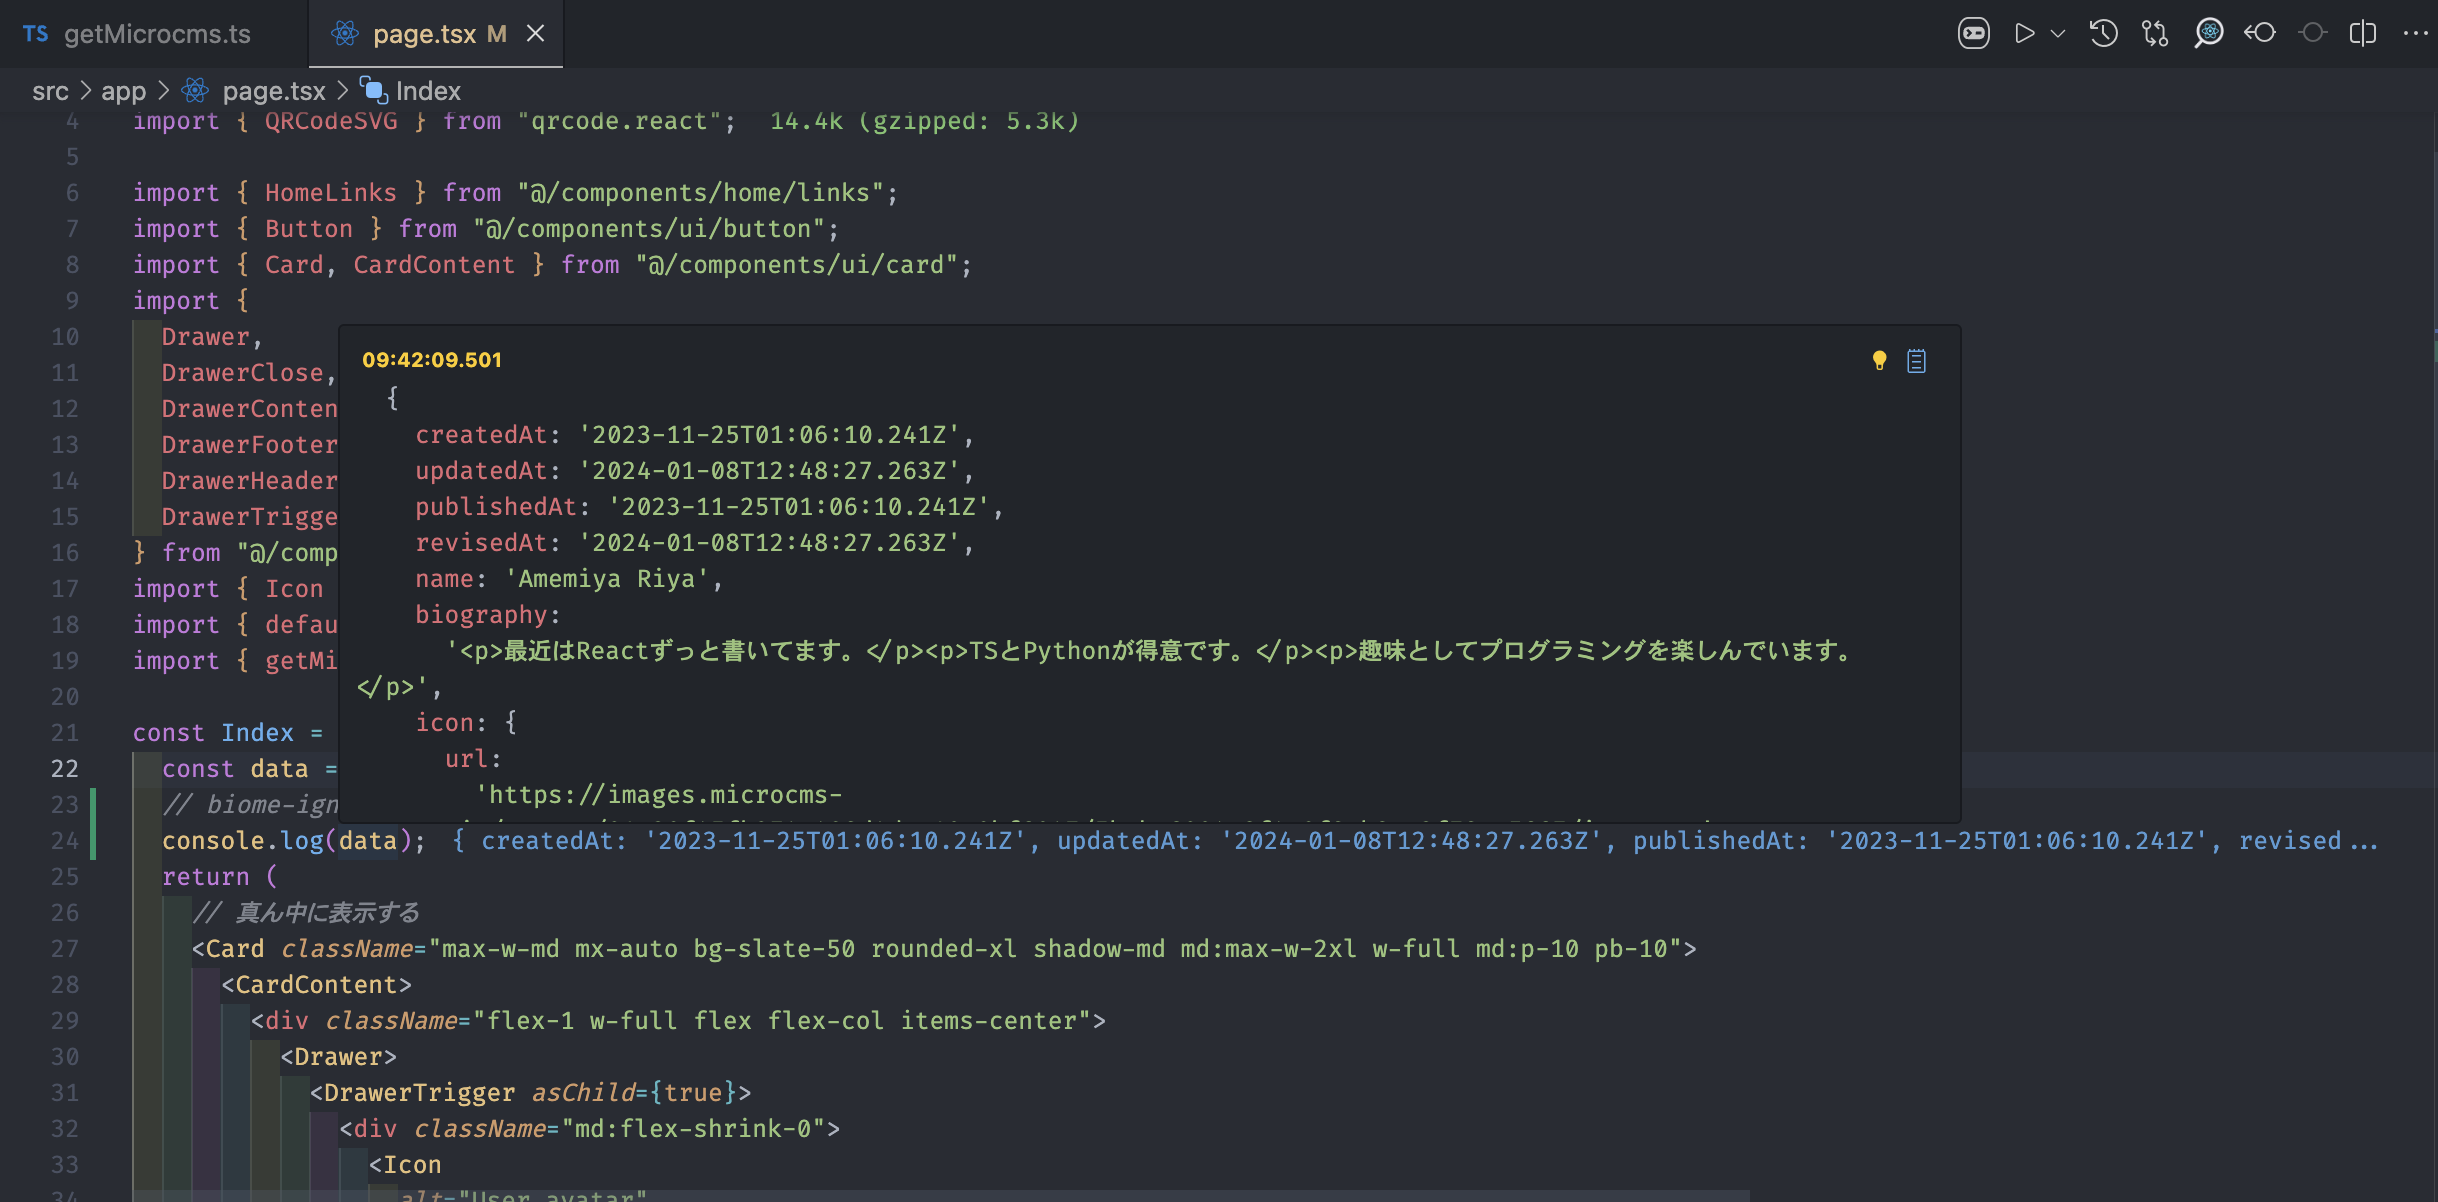 TS getMicrocms.ts page.tsx M
src > app > page.tsx > Index
4 import { QRCodeSVG } from "qrcode.react"; 14.4k (gzipped: 5.3k)
5
6 import { HomeLinks } from "@/components/home/links";
7 import { Button } from "@/components/ui/button";
8 import { Card, CardContent } from "@/components/ui/card";
9 import {
10 Drawer,
11 DrawerClose,
12 DrawerConten
13 DrawerFooter
14 DrawerHeader
15 DrawerTrigge
16 } from "@/comp
17 import { Icon
18 import { defau
19 import { getMi
20
21 const Index =
22 const data =
23 // biome-ign
09:42:09.501
{
createdAt: '2023-11-25T01:06:10.241Z',
updatedAt: '2024-01-08T12:48:27.263Z',
publishedAt: '2023-11-25T01:06:10.241Z',
revisedAt: '2024-01-08T12:48:27.263Z',
name: 'Amemiya Riya',
biography:
'<p>最近はReactずっと書いてます。</p><p>TSとPythonが得意です。</p><p>趣味としてプログラミングを楽しんでいます。
</p>',
icon: {
url:
'https://images.microcms-
24 console.log(data); { createdAt: '2023-11-25T01:06:10.241Z', updatedAt: '2024-01-08T12:48:27.263Z', publishedAt: '2023-11-25T01:06:10.241Z', revised...
25 return (
26 // 真ん中に表示する
27 <Card className="max-w-md mx-auto bg-slate-50 rounded-xl shadow-md md:max-w-2xl w-full md:p-10 pb-10">
28 <CardContent>
29 <div className="flex-1 w-full flex flex-col items-center">
30 <Drawer>
31 <DrawerTrigger asChild={true}>
32 <div className="md:flex-shrink-0">
33 <Icon
34 alt="User avatar"